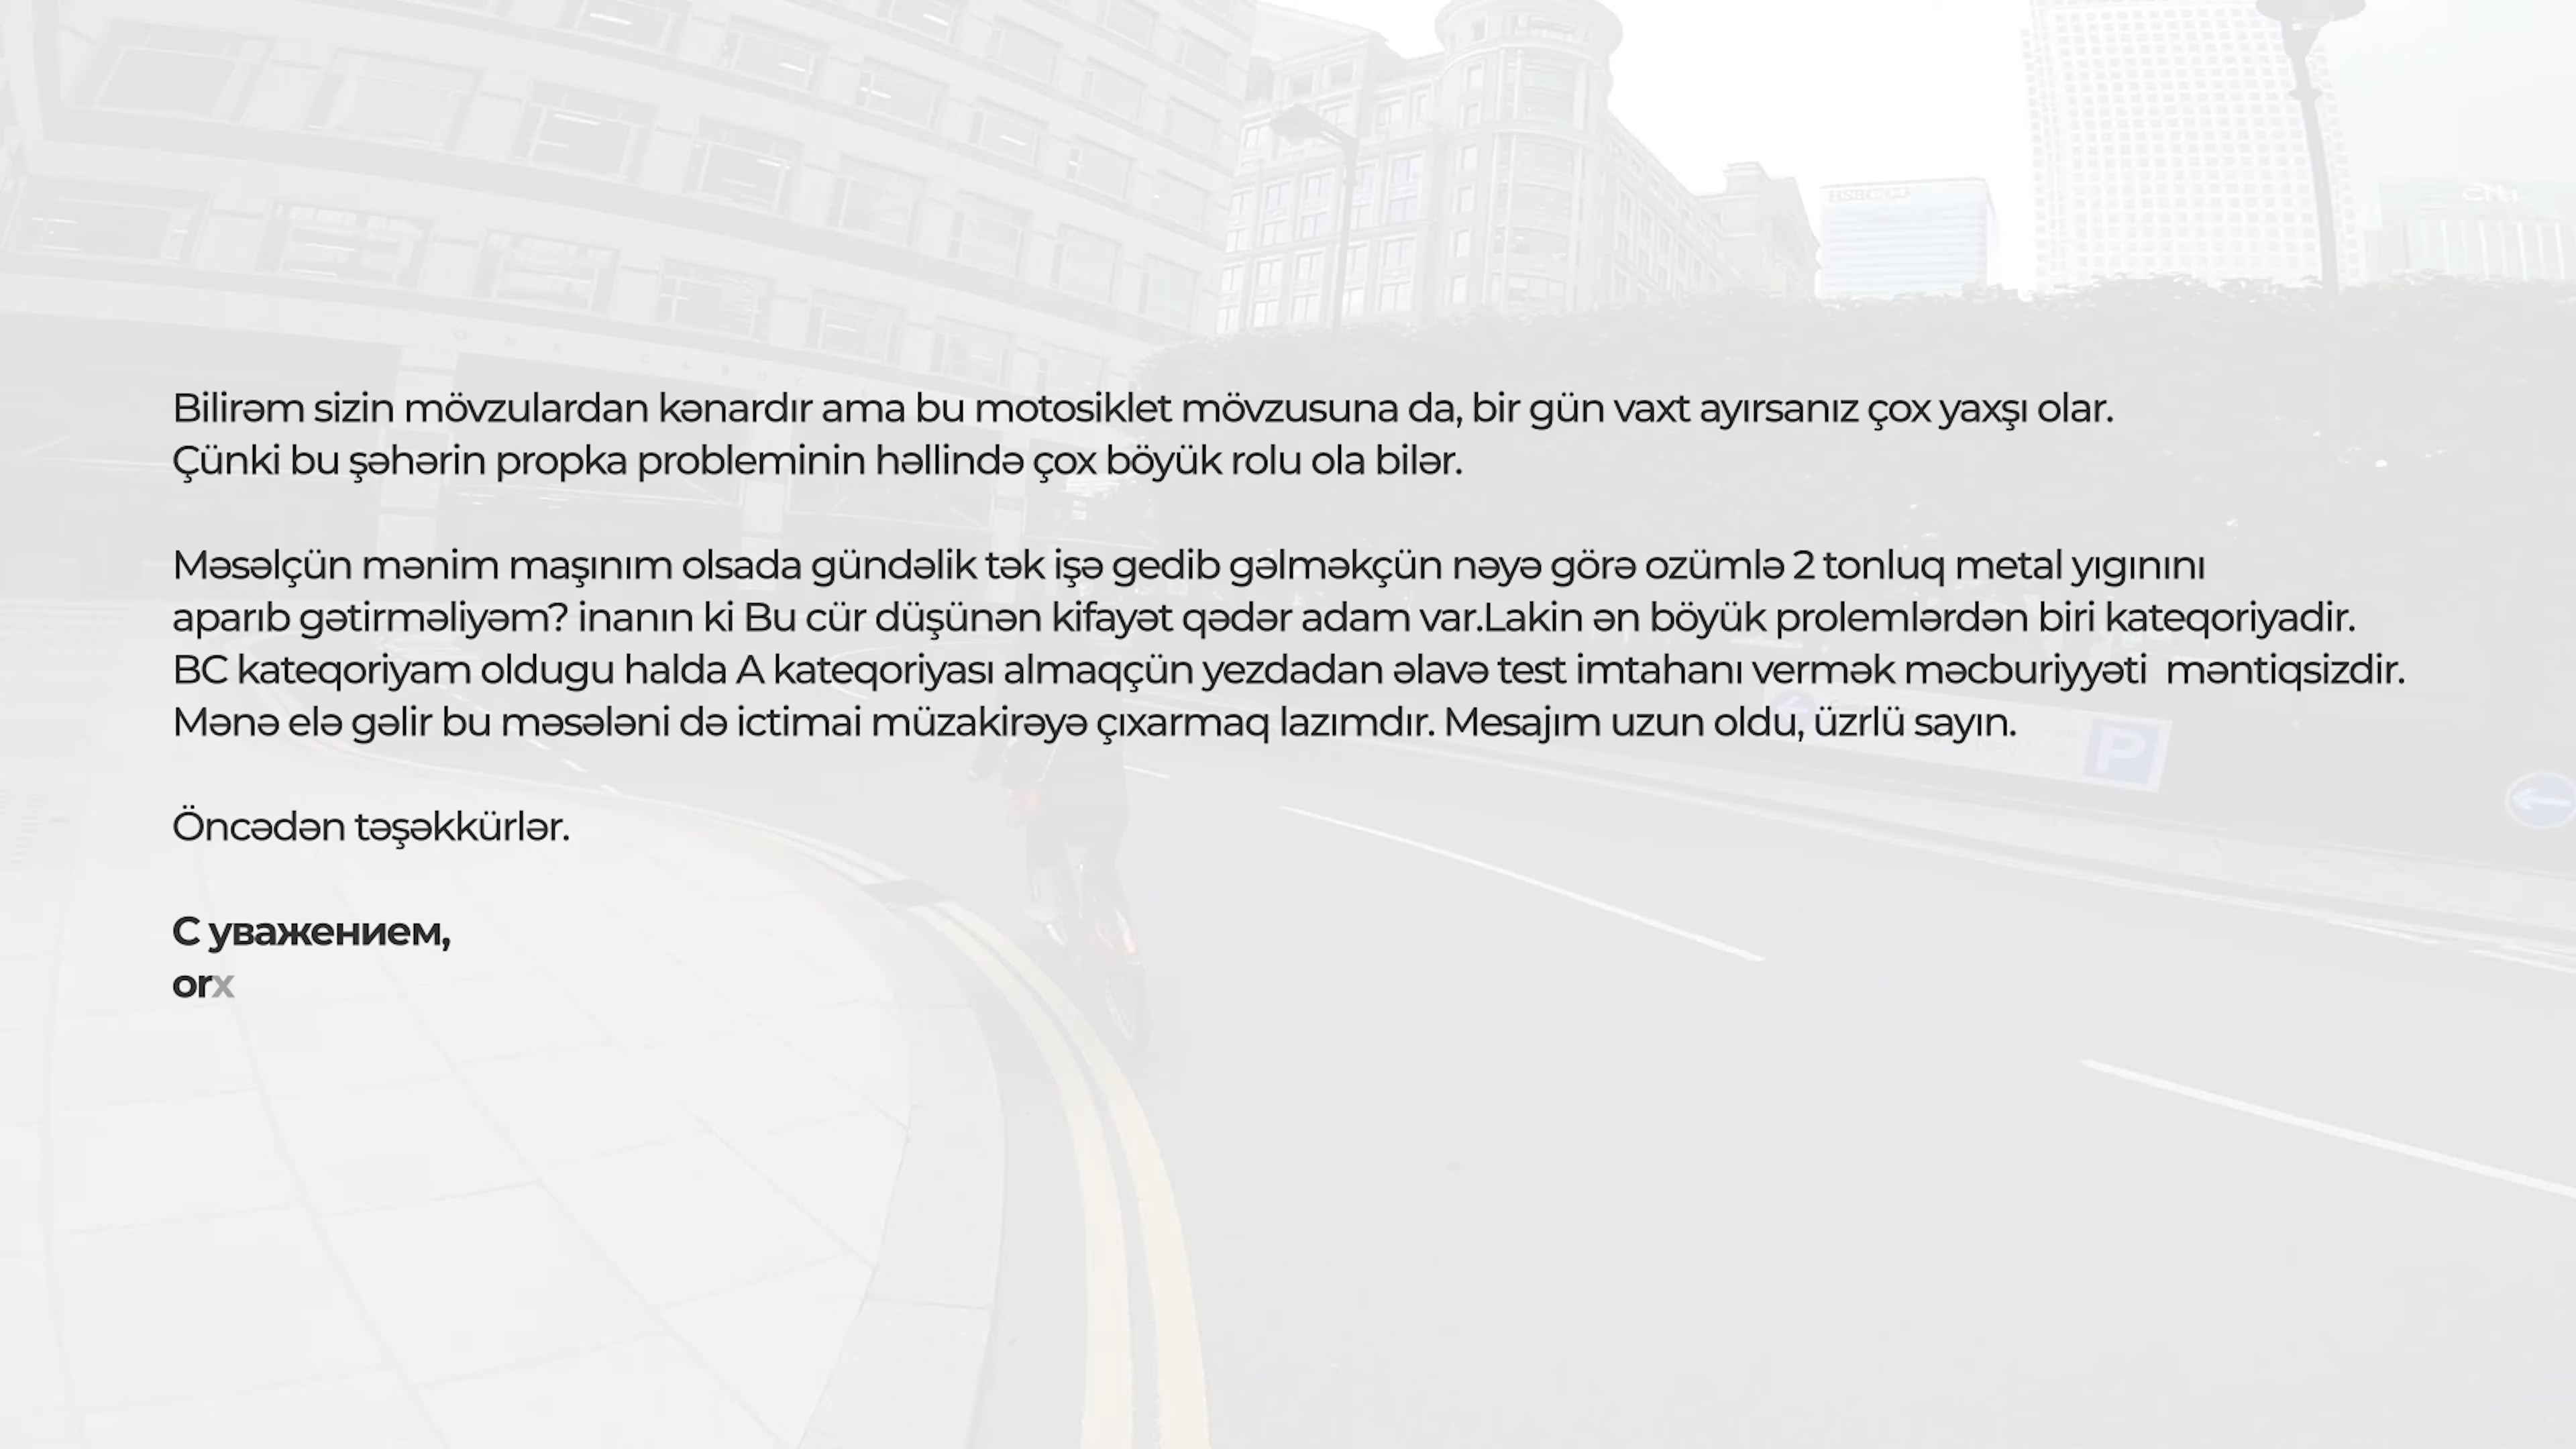 HSBC
citi
Bilirəm sizin mövzulardan kənardır ama bu motosiklet mövzusuna da, bir gün vaxt ayırsanız çox yaxşı olar.
Çünki bu şəhərin propka probleminin həllində çox böyük rolu ola bilər.
Məsəlçün mənim maşınım olsada gündəlik tək işə gedib gəlməkçün nəyə görə ozümlə 2 tonluq metal yıgınını
aparıb gətirməliyəm? inanın ki Bu cür düşünən kifayət qədər adam var.Lakin ən böyük prolemlərdən biri kateqoriyadir.
BC kateqoriyam oldugu halda A kateqoriyası almaqçün yezdadan əlavə test imtahanı vermək məcburiyyəti  məntiqsizdir.
Mənə elə gəlir bu məsələni də ictimai müzakirəyə çıxarmaq lazımdır. Mesajım uzun oldu, üzrlü sayın.
P
Öncədən təşəkkürlər.
С уважением,
orx